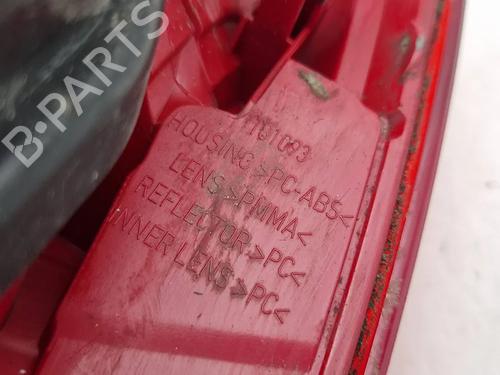 B-PARTS
HOUSING >PC-ABS<
LENS >PMMA<
REFLECTOR >PC<
INNER LENS >PC<